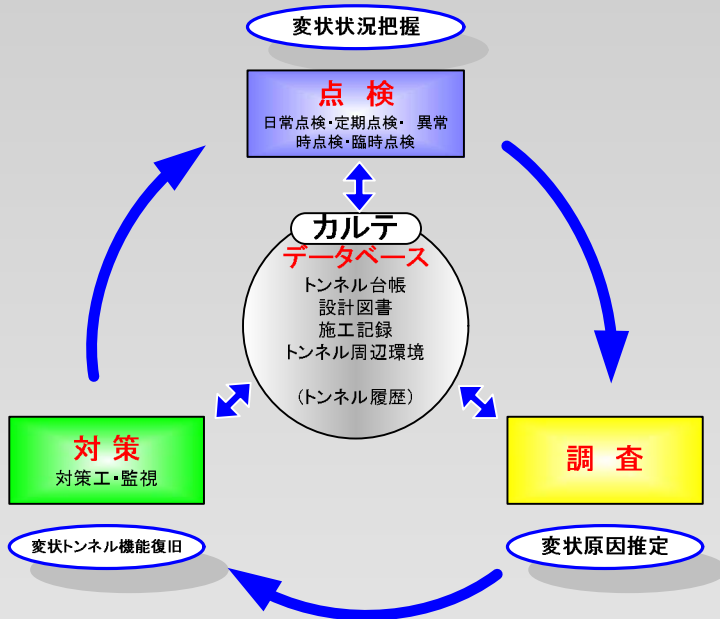 変状状況把握
点 検
日常点検・定期点検・ 異常
時点検・臨時点検
カルテ
データベース
トンネル台帳
設計図書
施工記録
トンネル周辺環境
（トンネル履歴）
対 策
対策工・監視
調 査
変状トンネル機能復旧
変状原因推定